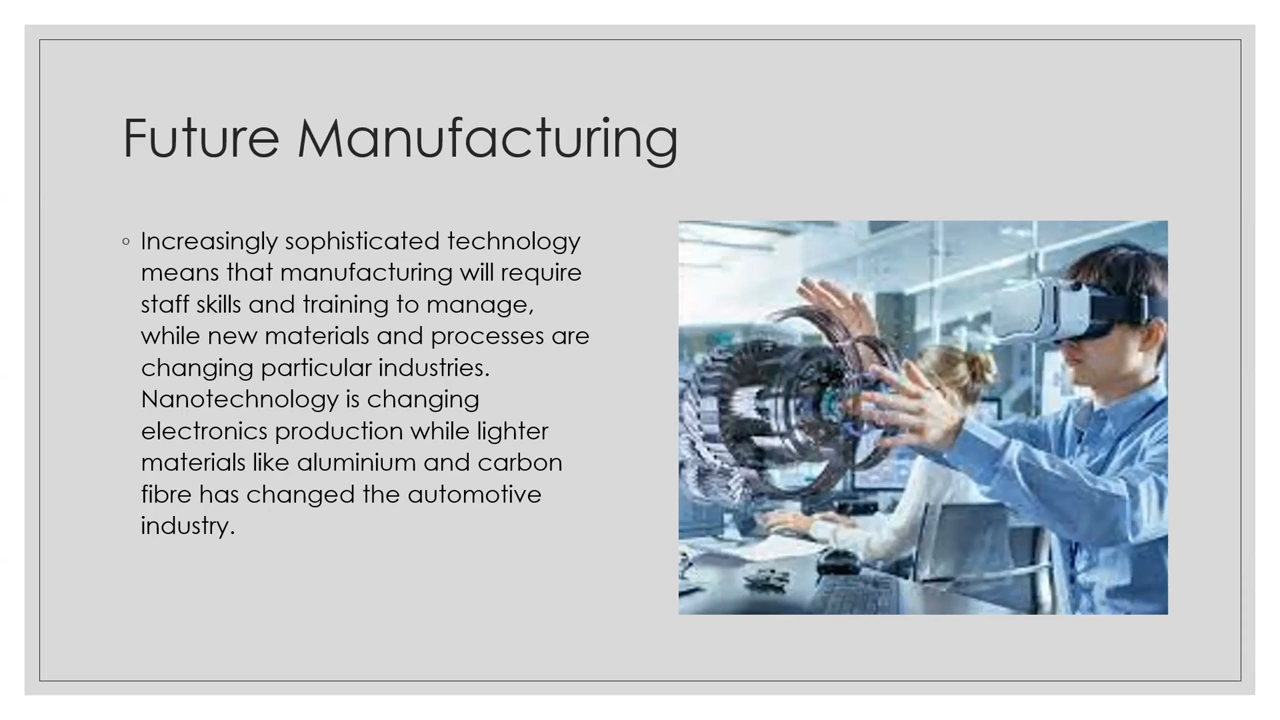 Future Manufacturing
Increasingly sophisticated technology
means that manufacturing will require
staff skills and training to manage,
while new materials and processes are
changing particular industries.
Nanotechnology is changing
electronics production while lighter
materials like aluminium and carbon
fibre has changed the automotive
industry.